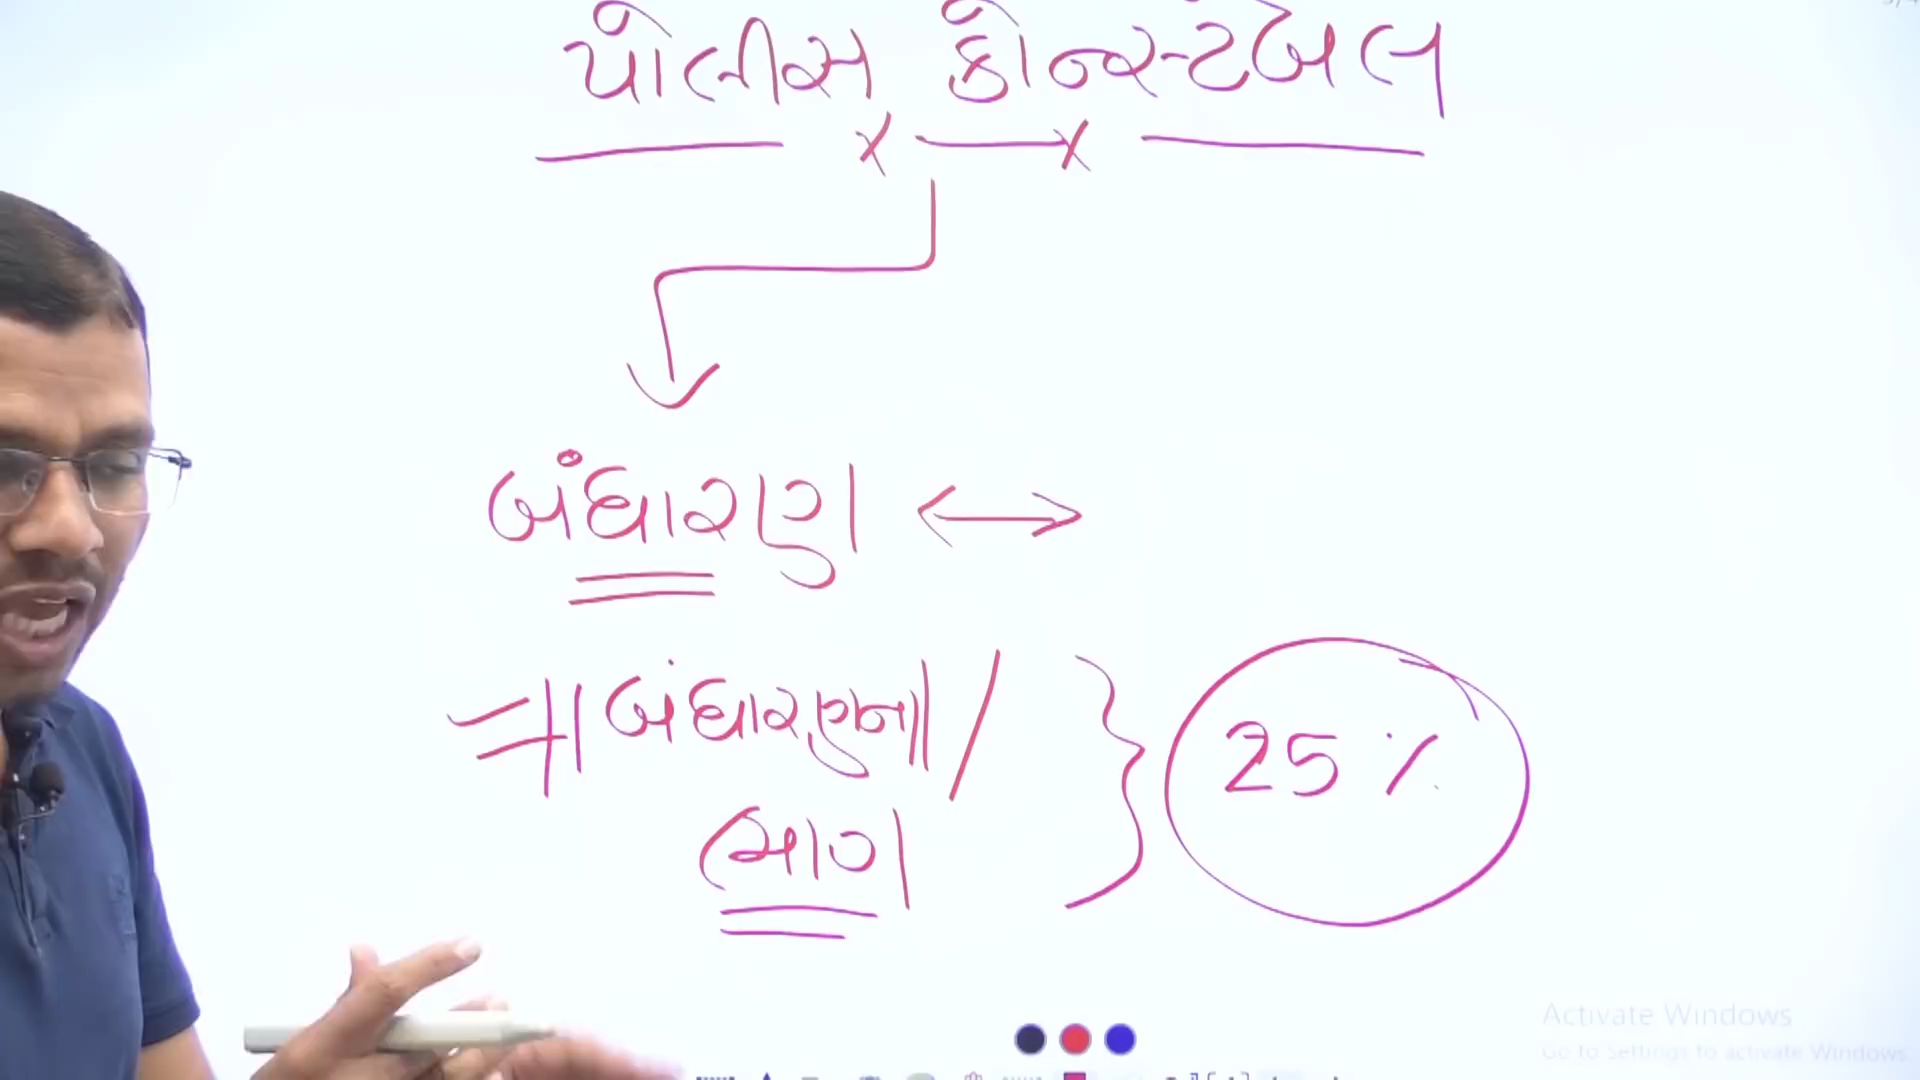 પોલીસ કોન્સ્ટેબલ
બંધારણ
બંધારણના /
ભાગ
25 %
Activate Windows
Go to Settings to activate Windows.